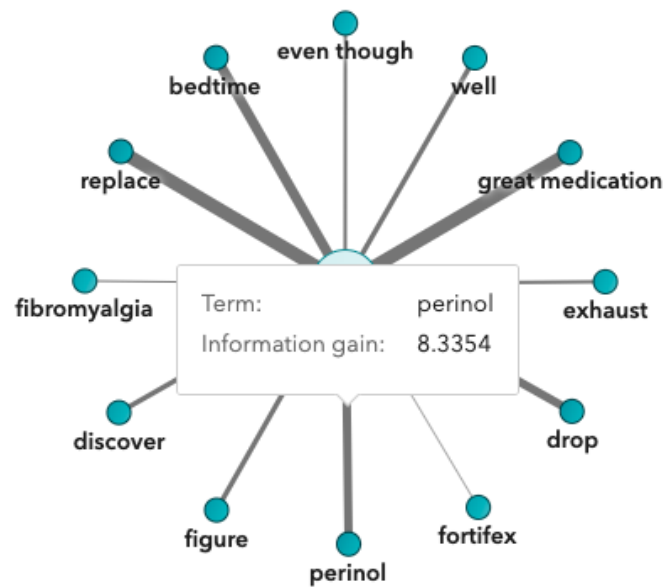 even though
bedtime
well
replace
great medication
Term: perinol
Information gain: 8.3354
fibromyalgia
exhaust
discover
drop
figure
fortifex
perinol